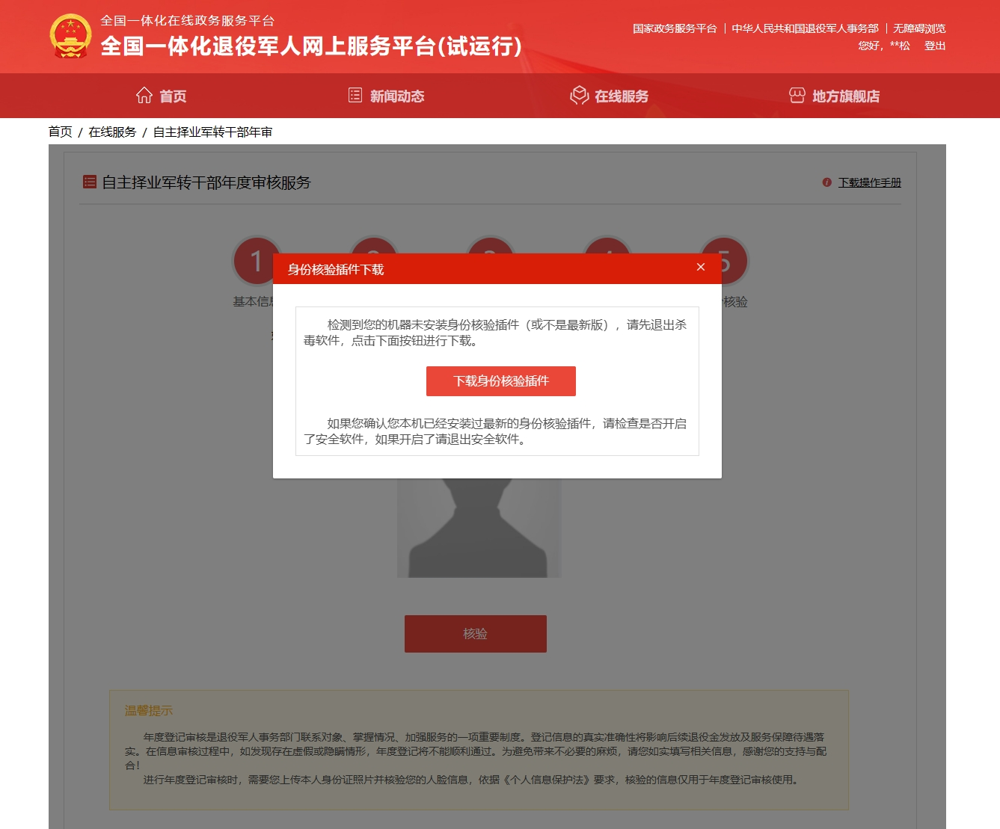 全国一体化在线政务服务平台
全国一体化退役军人网上服务平台(试运行)
国家政务服务平台 | 中华人民共和国退役军人事务部 | 无障碍浏览
您好，**松 登出
首页 新闻动态 在线服务 地方旗舰店
首页 / 在线服务 / 自主择业军转干部年审
自主择业军转干部年度审核服务
下载操作手册
1 5
基本信
核验
身份核验插件下载
检测到您的机器未安装身份核验插件（或不是最新版），请先退出杀
毒软件，点击下面按钮进行下载。
下载身份核验插件
如果您确认您本机已经安装过最新的身份核验插件，请检查是否开启
了安全软件，如果开启了请退出安全软件。
核验
温馨提示
年度登记审核是退役军人事务部门联系对象、掌握情况、加强服务的一项重要制度。登记信息的真实准确性将影响后续退役金发放及服务保障待遇落
实。在信息审核过程中，如发现存在虚假或隐瞒情形，年度登记将不能顺利通过。为避免带来不必要的麻烦，请您如实填写相关信息，感谢您的支持与配
合！
进行年度登记审核时，需要您上传本人身份证照片并核验您的人脸信息，依据《个人信息保护法》要求，核验的信息仅用于年度登记审核使用。